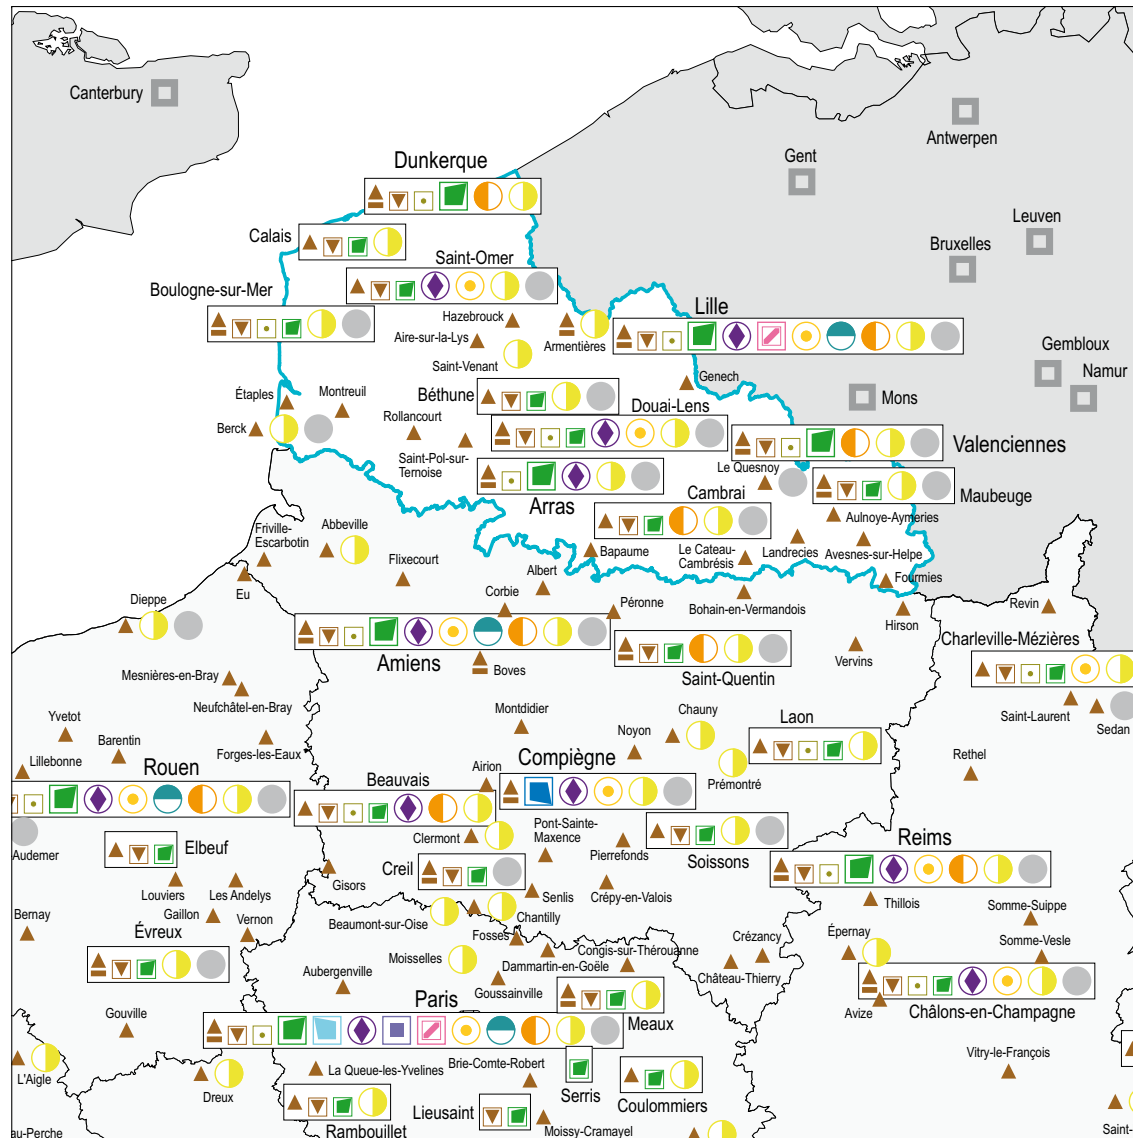 Canterbury
Antwerpen
Gent
Dunkerque
Leuven
Calais
Bruxelles
Saint-Omer
Boulogne-sur-Mer
Lille
Hazebrouck
Aire-sur-la-Lys
Armentières
Saint-Venant
Gembloux
Namur
Genech
Étaples
Montreuil
Béthune
Mons
Rollancourt
Douai-Lens
Berck
Valenciennes
Saint-Pol-sur-
Ternoise
Le Quesnoy
Arras
Cambrai
Maubeuge
Aulnoye-Aymeries
Abbeville
Friville-
Escarbotin
Flixecourt
Bapaume
Le Cateau-
Cambrésis
Landrecies
Avesnes-sur-Helpe
Albert
Fourmies
Eu
Corbie
Dieppe
Péronne
Bohain-en-Vermandois
Revin
Hirson
Charleville-Mézières
Amiens
Boves
Saint-Quentin
Vervins
Mesnières-en-Bray
Neufchâtel-en-Bray
Saint-Laurent
Sedan
Yvetot
Barentin
Forges-les-Eaux
Montdidier
Chauny
Laon
Noyon
Lillebonne
Rouen
Beauvais
Airion
Compiègne
Prémontré
Rethel
Audemer
Elbeuf
Clermont
Pont-Sainte-
Maxence
Pierrefonds
Soissons
Reims
Creil
Louviers
Les Andelys
Gisors
Senlis
Crépy-en-Valois
Thillois
Bernay
Gaillon
Vernon
Beaumont-sur-Oise
Chantilly
Somme-Suippe
Évreux
Fosses
Crézancy
Épernay
Somme-Vesle
Moisselles
Congis-sur-Thérouanne
Dammartin-en-Goële
Aubergenville
Goussainville
Château-Thierry
Paris
Meaux
Avize
Châlons-en-Champagne
Gouville
Vitry-le-François
L'Aigle
La Queue-les-Yvelines
Brie-Comte-Robert
Dreux
Serris
Coulommiers
Rambouillet
Lieusaint
Moissy-Cramayel
au-Perche
Saint-